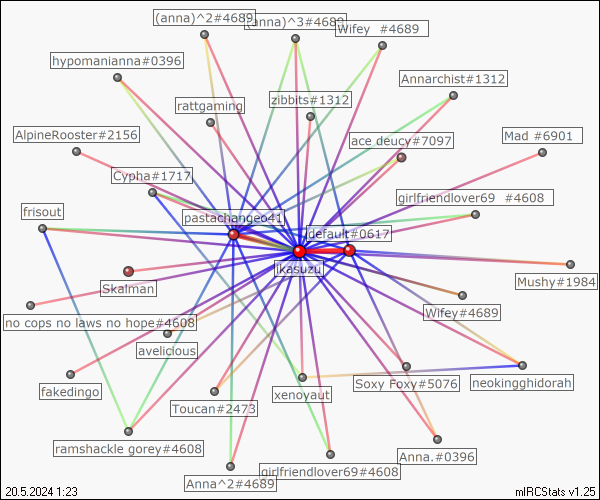 (anna)^2#4689
(anna)^3#4689
Wifey #4689
hypomanianna#0396
Annarchist#1312
rattgaming
zibbits#1312
AlpineRooster#2156
ace deucy#7097
Mad #6901
Cypha#1717
girlfriendlover69 #4608
frisout
pastachangeo41
default#0617
ikasuzu
Skalman
Mushy#1984
no cops no laws no hope#4608
Wifey#4689
avelicious
fakedingo
Toucan#2473
xenoyaut
Soxy Foxy#5076
neokingghidorah
ramshackle gorey#4608
Anna.#0396
Anna^2#4689
girlfriendlover69#4608
20.5.2024 1:23
mIRCStats v1.25